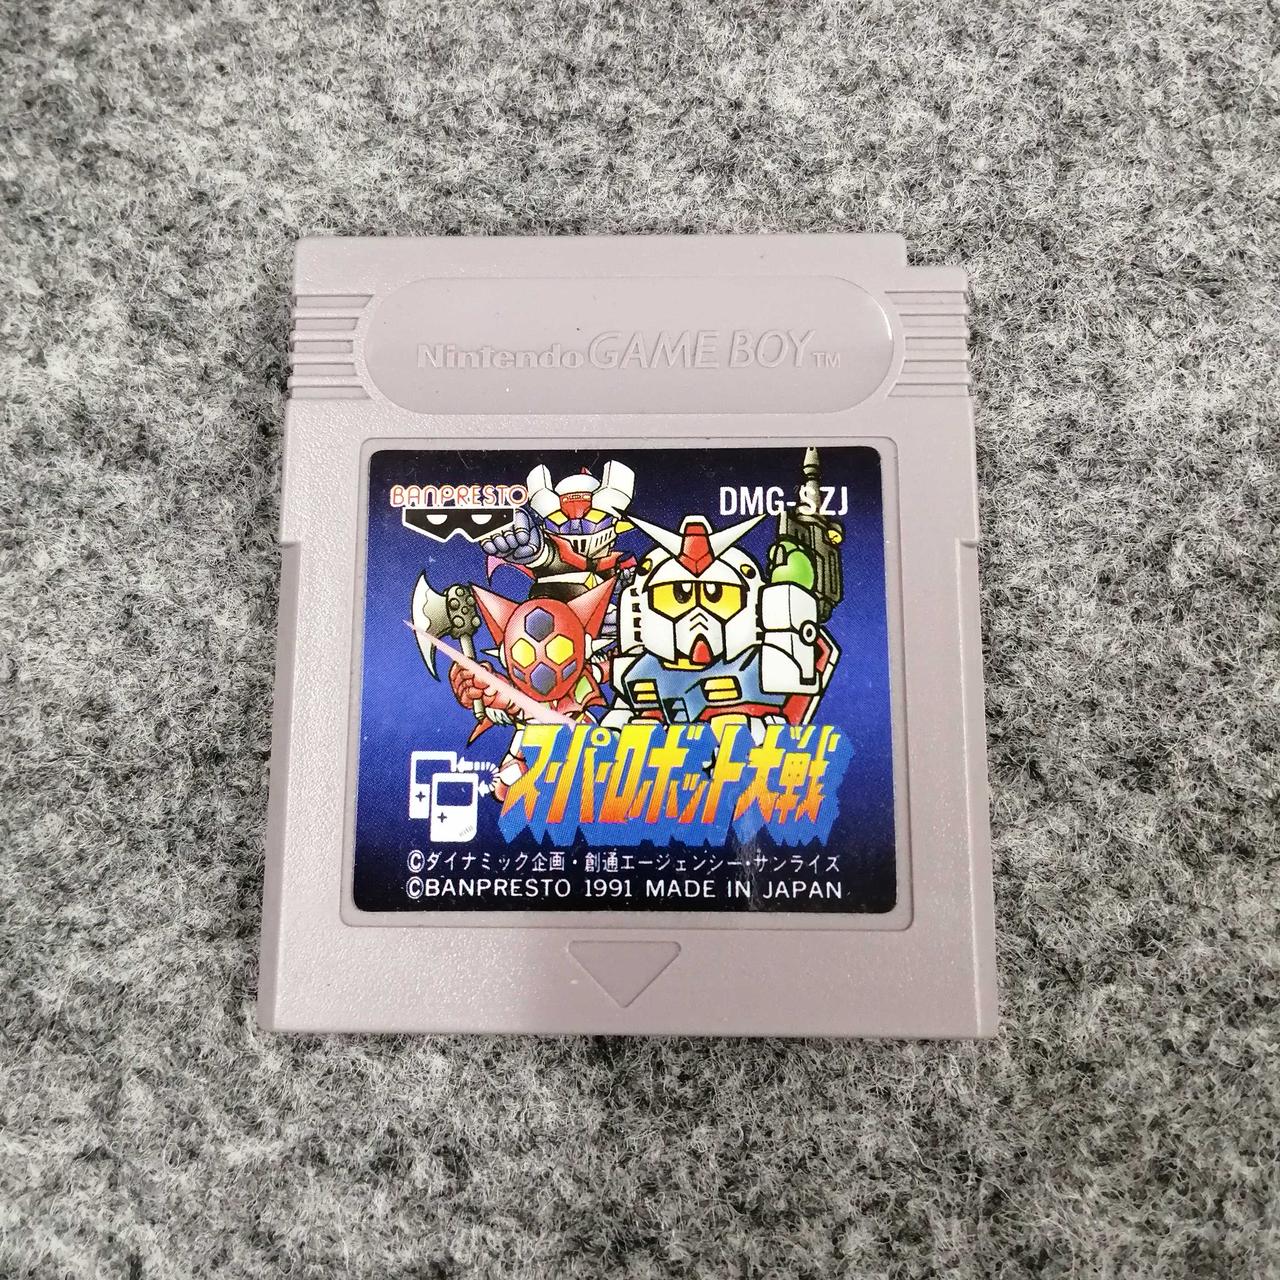 Nintendo GAME BOY TM
BANPRESTO
DMG-SZJ
スーパーロボット大戦
©ダイナミック企画・創通エージェンシー・サンライズ
©BANPRESTO 1991 MADE IN JAPAN